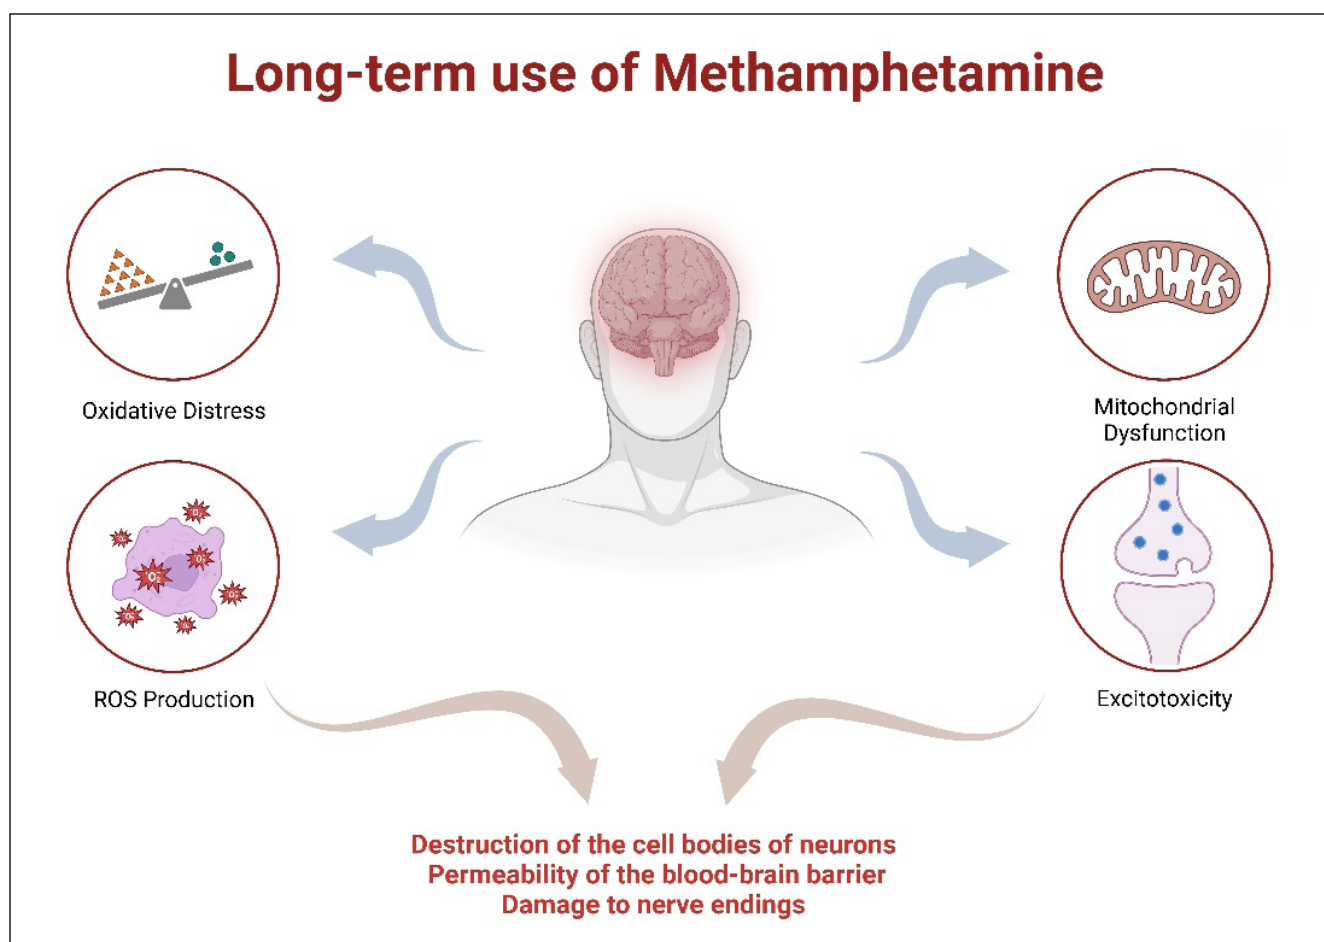 Long-term use of Methamphetamine
Oxidative Distress
Mitochondrial
Dysfunction
ROS Production
Excitotoxicity
Destruction of the cell bodies of neurons
Permeability of the blood-brain barrier
Damage to nerve endings